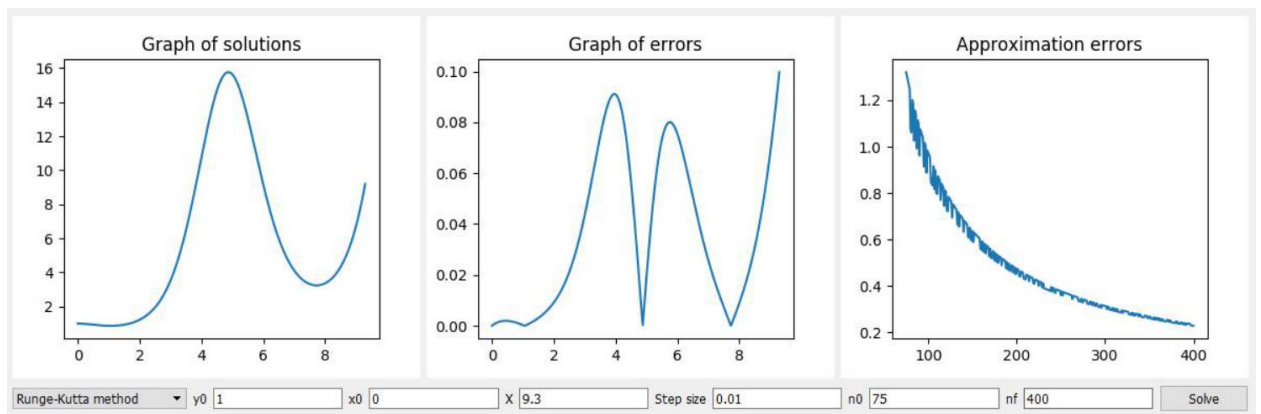 Graph of solutions
16
14
12
10
8
6
4
2
0 2 4 6 8
Graph of errors
0.10
0.08
0.06
0.04
0.02
0.00
0 2 4 6 8
Approximation errors
1.2
1.0
0.8
0.6
0.4
0.2
100 200 300 400
Runge-Kutta method y0 1 x0 0 X 9.3 Step size 0.01 n0 75 nf 400 Solve